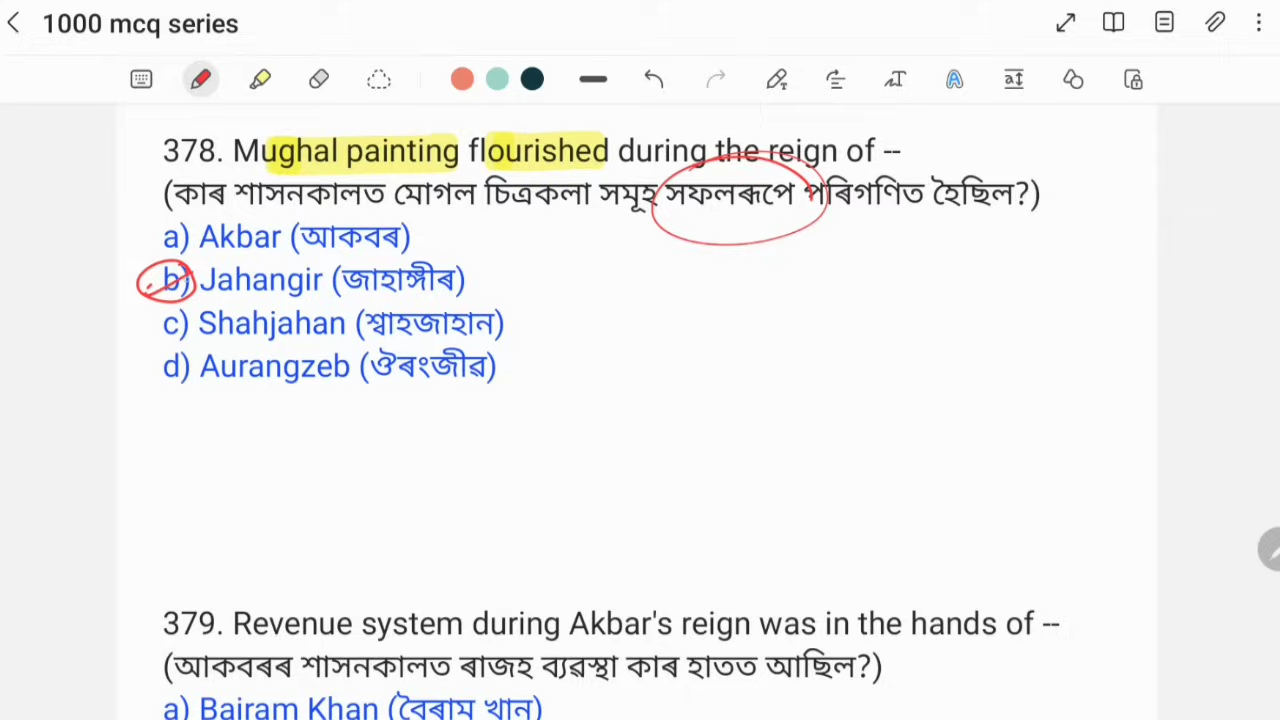 1000 mcq series
378. Mughal painting flourished during the reign of --
(কাৰ শাসনকালত মোগল চিত্ৰকলা সমূহ সফলৰূপে পৰিগণিত হৈছিল?)
a) Akbar (আকবৰ)
b) Jahangir (জাহাঙ্গীৰ)
c) Shahjahan (শ্বাহজাহান)
d) Aurangzeb (ঔৰংজীৱ)
379. Revenue system during Akbar's reign was in the hands of --
(আকবৰৰ শাসনকালত ৰাজহ ব্যৱস্থা কাৰ হাতত আছিল?)
a) Bairam Khan (বৈৰাম খান)